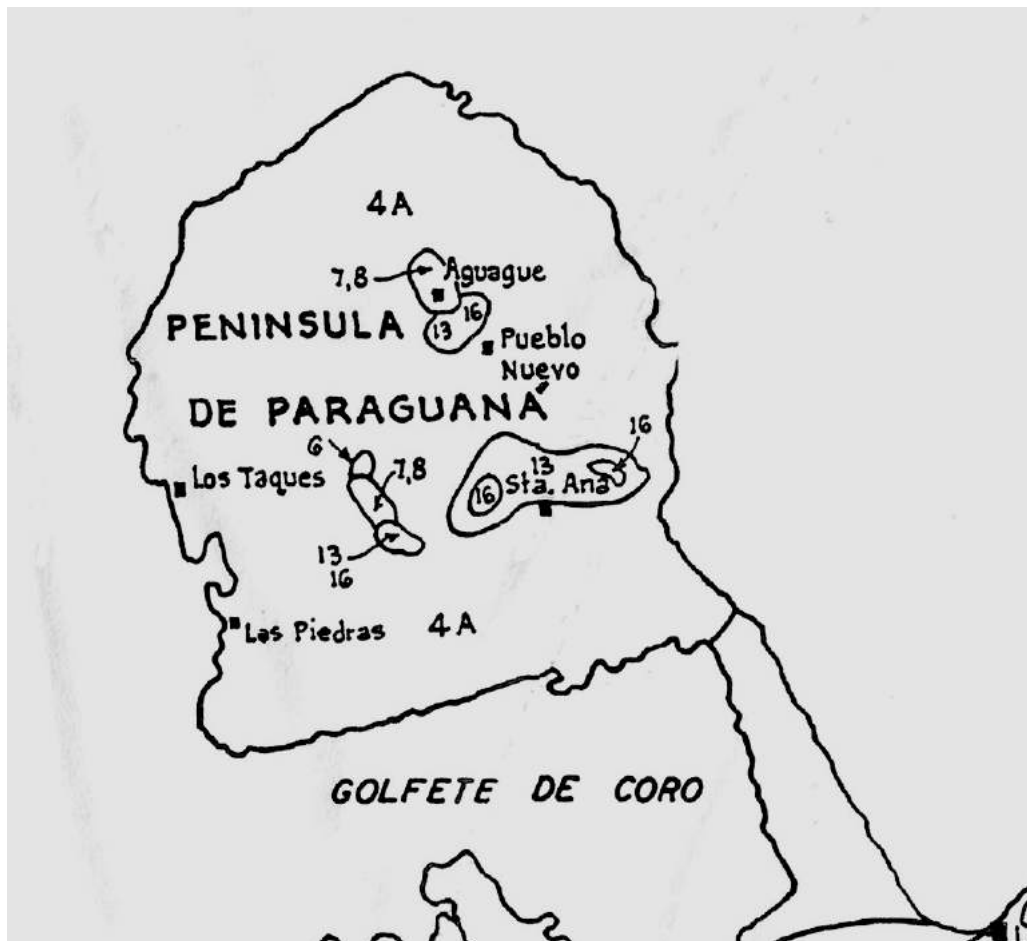 4A
7,8
Aguague
PENINSULA
16
13
Pueblo
Nuevo
DE PARAGUANÁ
16
6
13
Los Taques
7,8
16
Sta. Ana
13
16
Las Piedras
4A
GOLFETE DE CORO